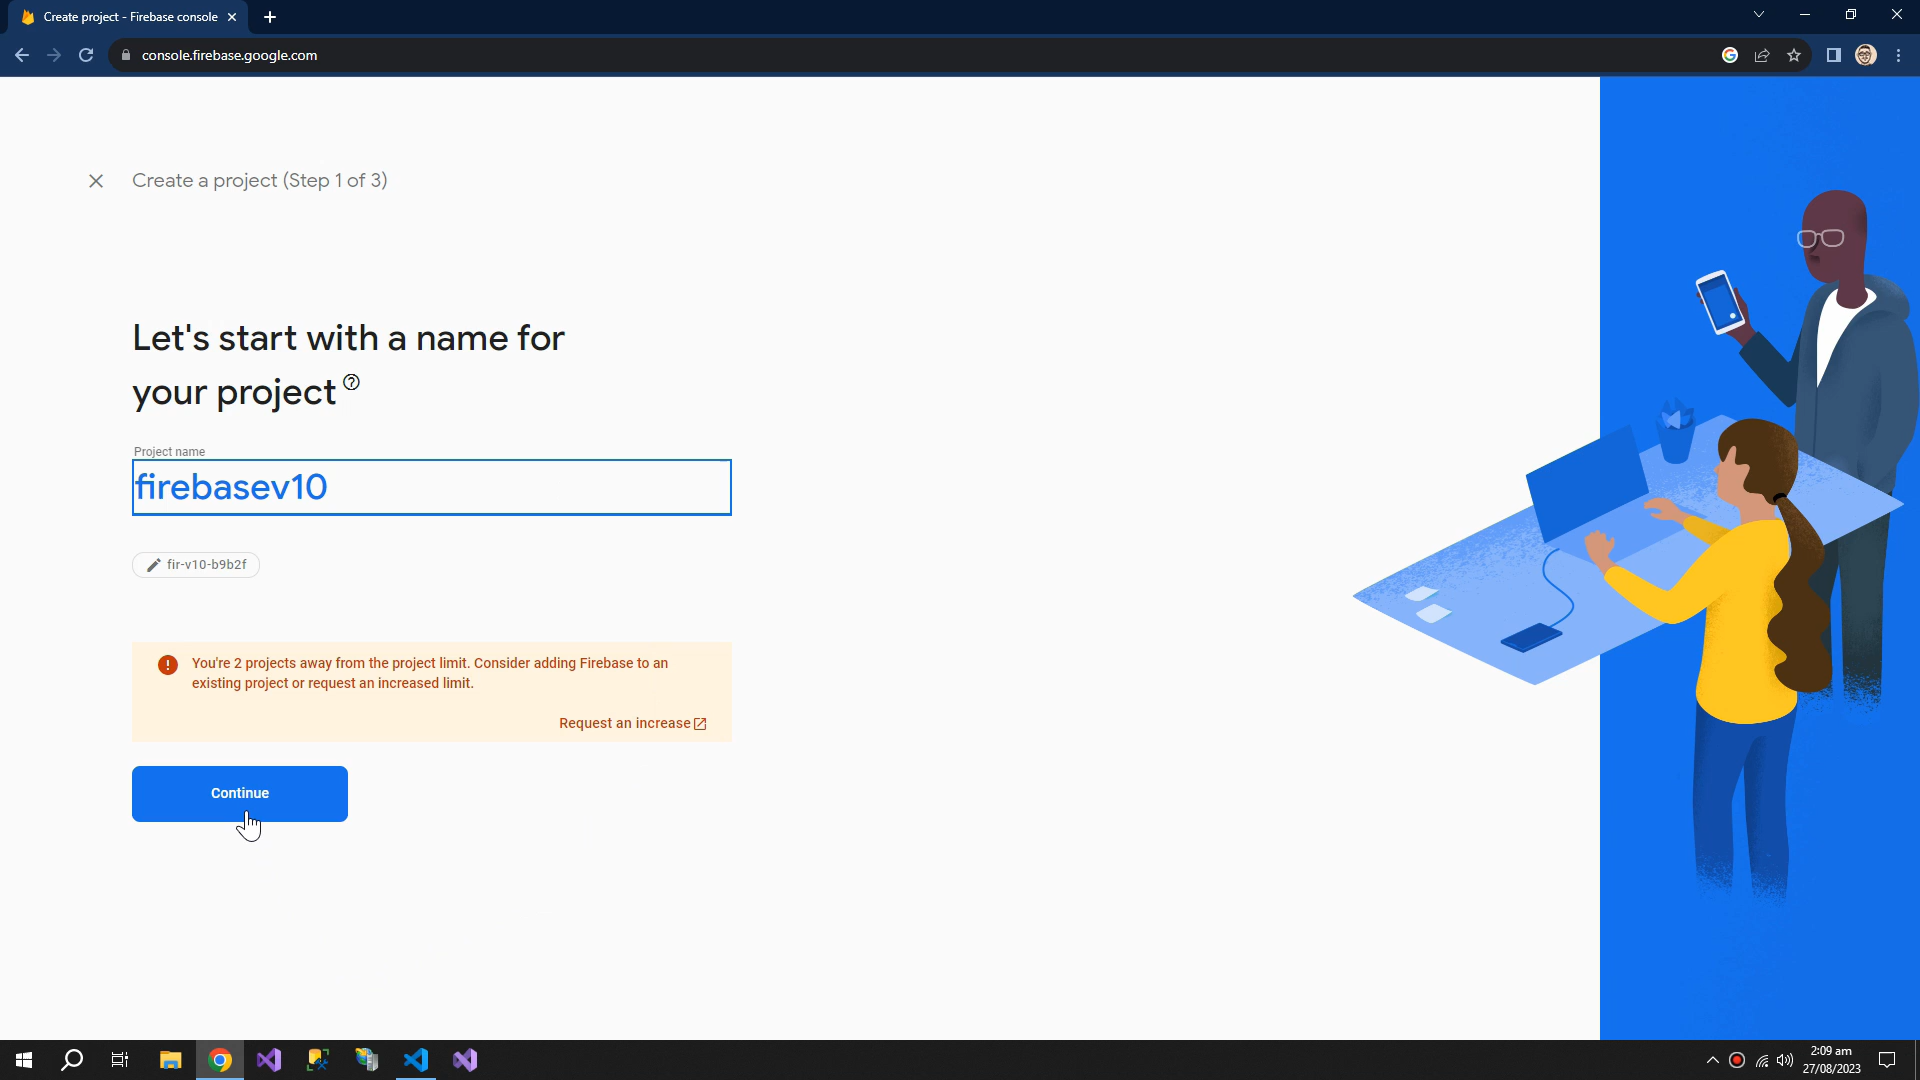 Create project - Firebase console
console.firebase.google.com
Create a project (Step 1 of 3)
Let's start with a name for
your project
Project name
firebasev10
fir-v10-b9b2f
You're 2 projects away from the project limit. Consider adding Firebase to an
existing project or request an increased limit.
Request an increase
Continue
2:09 am
27/08/2023